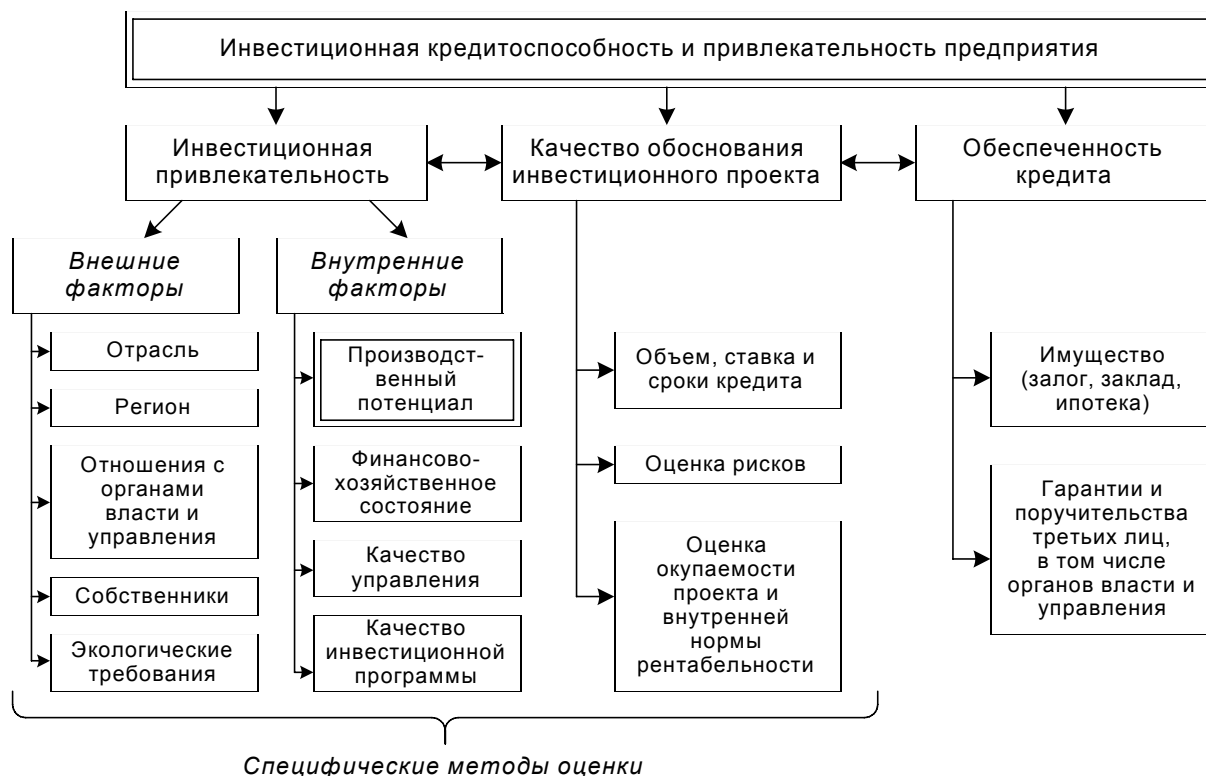 Инвестиционная кредитоспособность и привлекательность предприятия
Инвестиционная
привлекательность
Качество обоснования
инвестиционного проекта
Обеспеченность
кредита
Внешние
факторы
Внутренние
факторы
Отрасль
Регион
Отношения с
органами
власти и
управления
Собственники
Экологические
требования
Производст-
венный
потенциал
Финансово-
хозяйственное
состояние
Качество
управления
Качество
инвестиционной
программы
Объем, ставка и
сроки кредита
Оценка рисков
Оценка
окупаемости
проекта и
внутренней
нормы
рентабельности
Имущество
(залог, заклад,
ипотека)
Гарантии и
поручительства
третьих лиц,
в том числе
органов власти и
управления
Специфические методы оценки